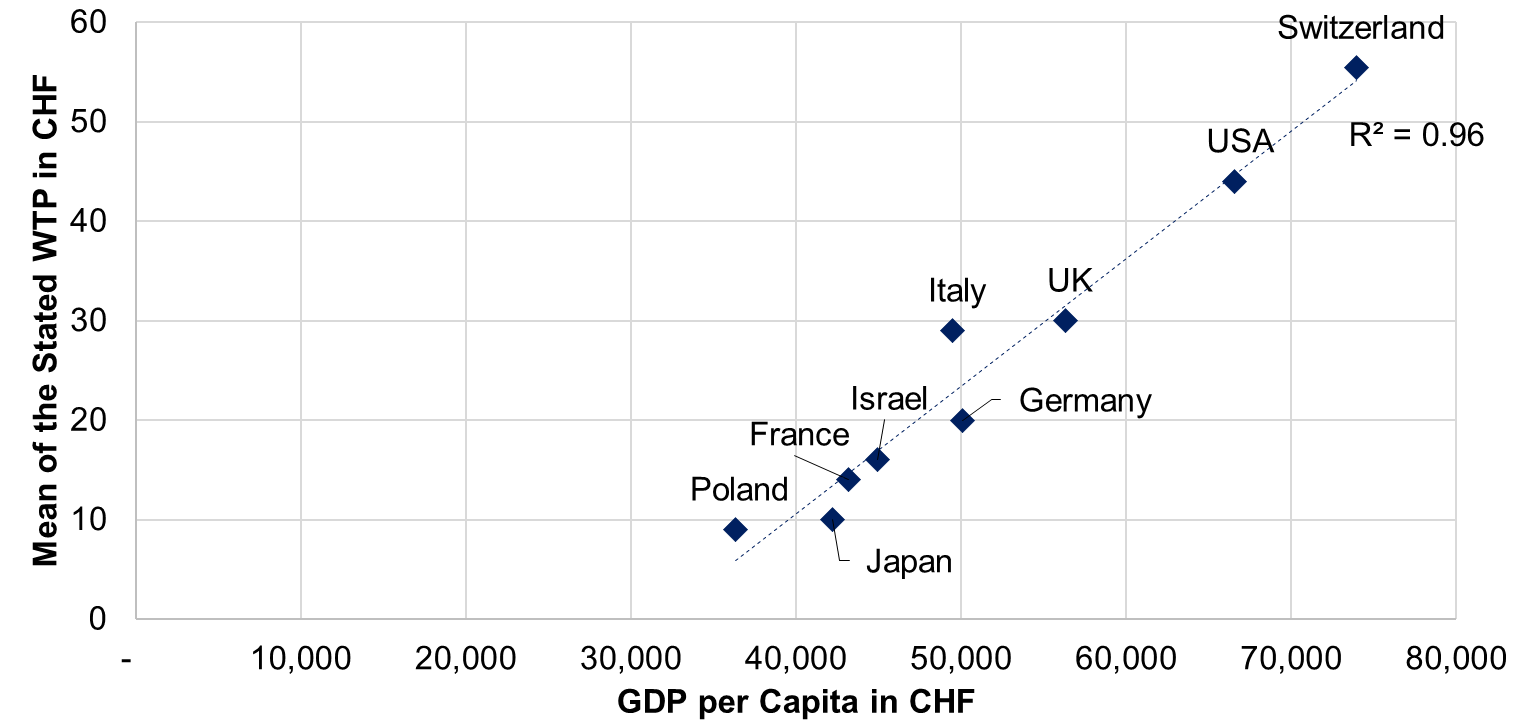 60
Switzerland
50
R² = 0.96
USA
40
Italy
UK
30
Israel
Germany
20
France
Poland
10
Japan
0
-
10,000
20,000
30,000
40,000
50,000
60,000
70,000
80,000
GDP per Capita in CHF
Mean of the Stated WTP in CHF